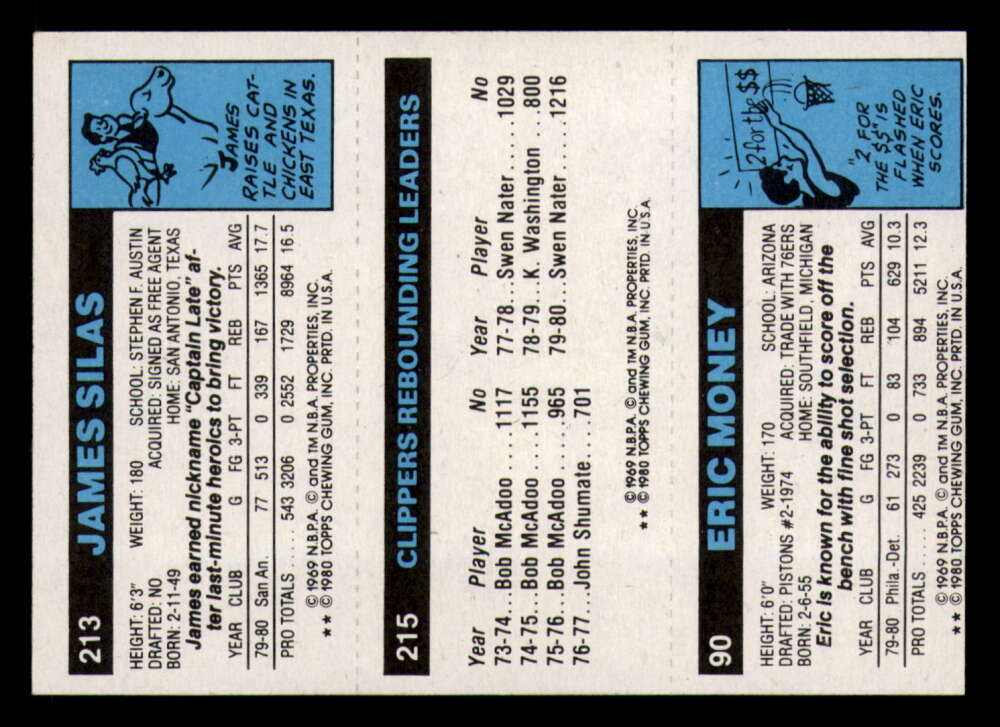 213 JAMES SILAS
HEIGHT: 6'3" WEIGHT: 180 SCHOOL: STEPHEN F. AUSTIN
DRAFTED: NO ACQUIRED: SIGNED AS FREE AGENT
BORN: 2-11-49 HOME: SAN ANTONIO, TEXAS
James earned nickname "Captain Late" af-
ter last-minute heroics to bring victory.
YEAR CLUB G FG 3-PT FT REB PTS AVG
79-80 San An. 77 513 0 339 167 1365 17.7
PRO TOTALS ..... 543 3206 0 2552 1729 8964 16.5
© 1969 N.B.P.A. © and TM N.B.A. PROPERTIES, INC.
★★ © 1980 TOPPS CHEWING GUM, INC. PRTD. IN U.S.A.
JAMES
RAISES CAT-
TLE AND
CHICKENS IN
EAST TEXAS.
215 CLIPPERS REBOUNDING LEADERS
Year Player No Year Player No
73-74...Bob McAdoo.....1117 77-78...Swen Nater.....1029
74-75...Bob McAdoo.....1155 78-79...K. Washington ..800
75-76...Bob McAdoo.....965 79-80...Swen Nater.....1216
76-77...John Shumate...701
© 1969 N.B.P.A. © and TM N.B.A. PROPERTIES, INC.
★★ © 1980 TOPPS CHEWING GUM, INC. PRTD. IN U.S.A.
90 ERIC MONEY
HEIGHT: 6'0" WEIGHT: 170 SCHOOL: ARIZONA
DRAFTED: PISTONS #2-1974 ACQUIRED: TRADE WITH 76ERS
BORN: 2-6-55 HOME: SOUTHFIELD, MICHIGAN
Eric is known for the ability to score off the
bench with fine shot selection.
YEAR CLUB G FG 3-PT FT REB PTS AVG
79-80 Phila.-Det. 61 273 0 83 104 629 10.3
PRO TOTALS..... 425 2239 0 733 894 5211 12.3
© 1969 N.B.P.A. © and TM N.B.A. PROPERTIES, INC.
★★ © 1980 TOPPS CHEWING GUM, INC. PRTD. IN U.S.A.
2 for the $$
"2 FOR
THE $$" IS
FLASHED
WHEN ERIC
SCORES.